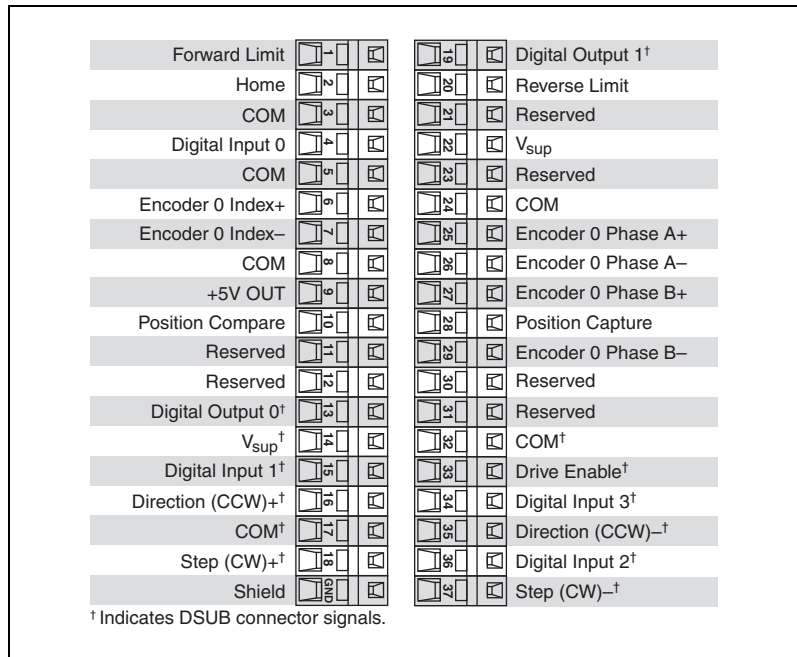 Forward Limit 1 19 Digital Output 1†
Home 2 20 Reverse Limit
COM 3 21 Reserved
Digital Input 0 4 22 Vsup
COM 5 23 Reserved
Encoder 0 Index+ 6 24 COM
Encoder 0 Index– 7 25 Encoder 0 Phase A+
COM 8 26 Encoder 0 Phase A–
+5V OUT 9 27 Encoder 0 Phase B+
Position Compare 10 28 Position Capture
Reserved 11 29 Encoder 0 Phase B–
Reserved 12 30 Reserved
Digital Output 0† 13 31 Reserved
Vsup† 14 32 COM†
Digital Input 1† 15 33 Drive Enable†
Direction (CCW)+† 16 34 Digital Input 3†
COM† 17 35 Direction (CCW)–†
Step (CW)+† 18 36 Digital Input 2†
Shield GND 37 Step (CW)–†
† Indicates DSUB connector signals.